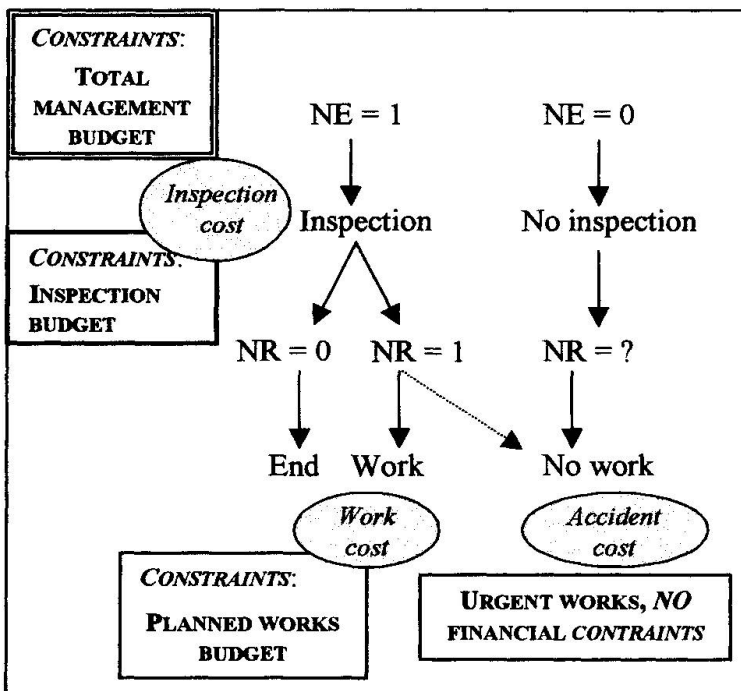 CONSTRAINTS:
TOTAL
MANAGEMENT
BUDGET
NE = 1
NE = 0
Inspection
cost
Inspection
No inspection
CONSTRAINTS:
INSPECTION
BUDGET
NR = 0
NR = 1
NR = ?
End
Work
No work
Work
cost
Accident
cost
CONSTRAINTS:
PLANNED WORKS
BUDGET
URGENT WORKS, NO
FINANCIAL CONTRAINTS